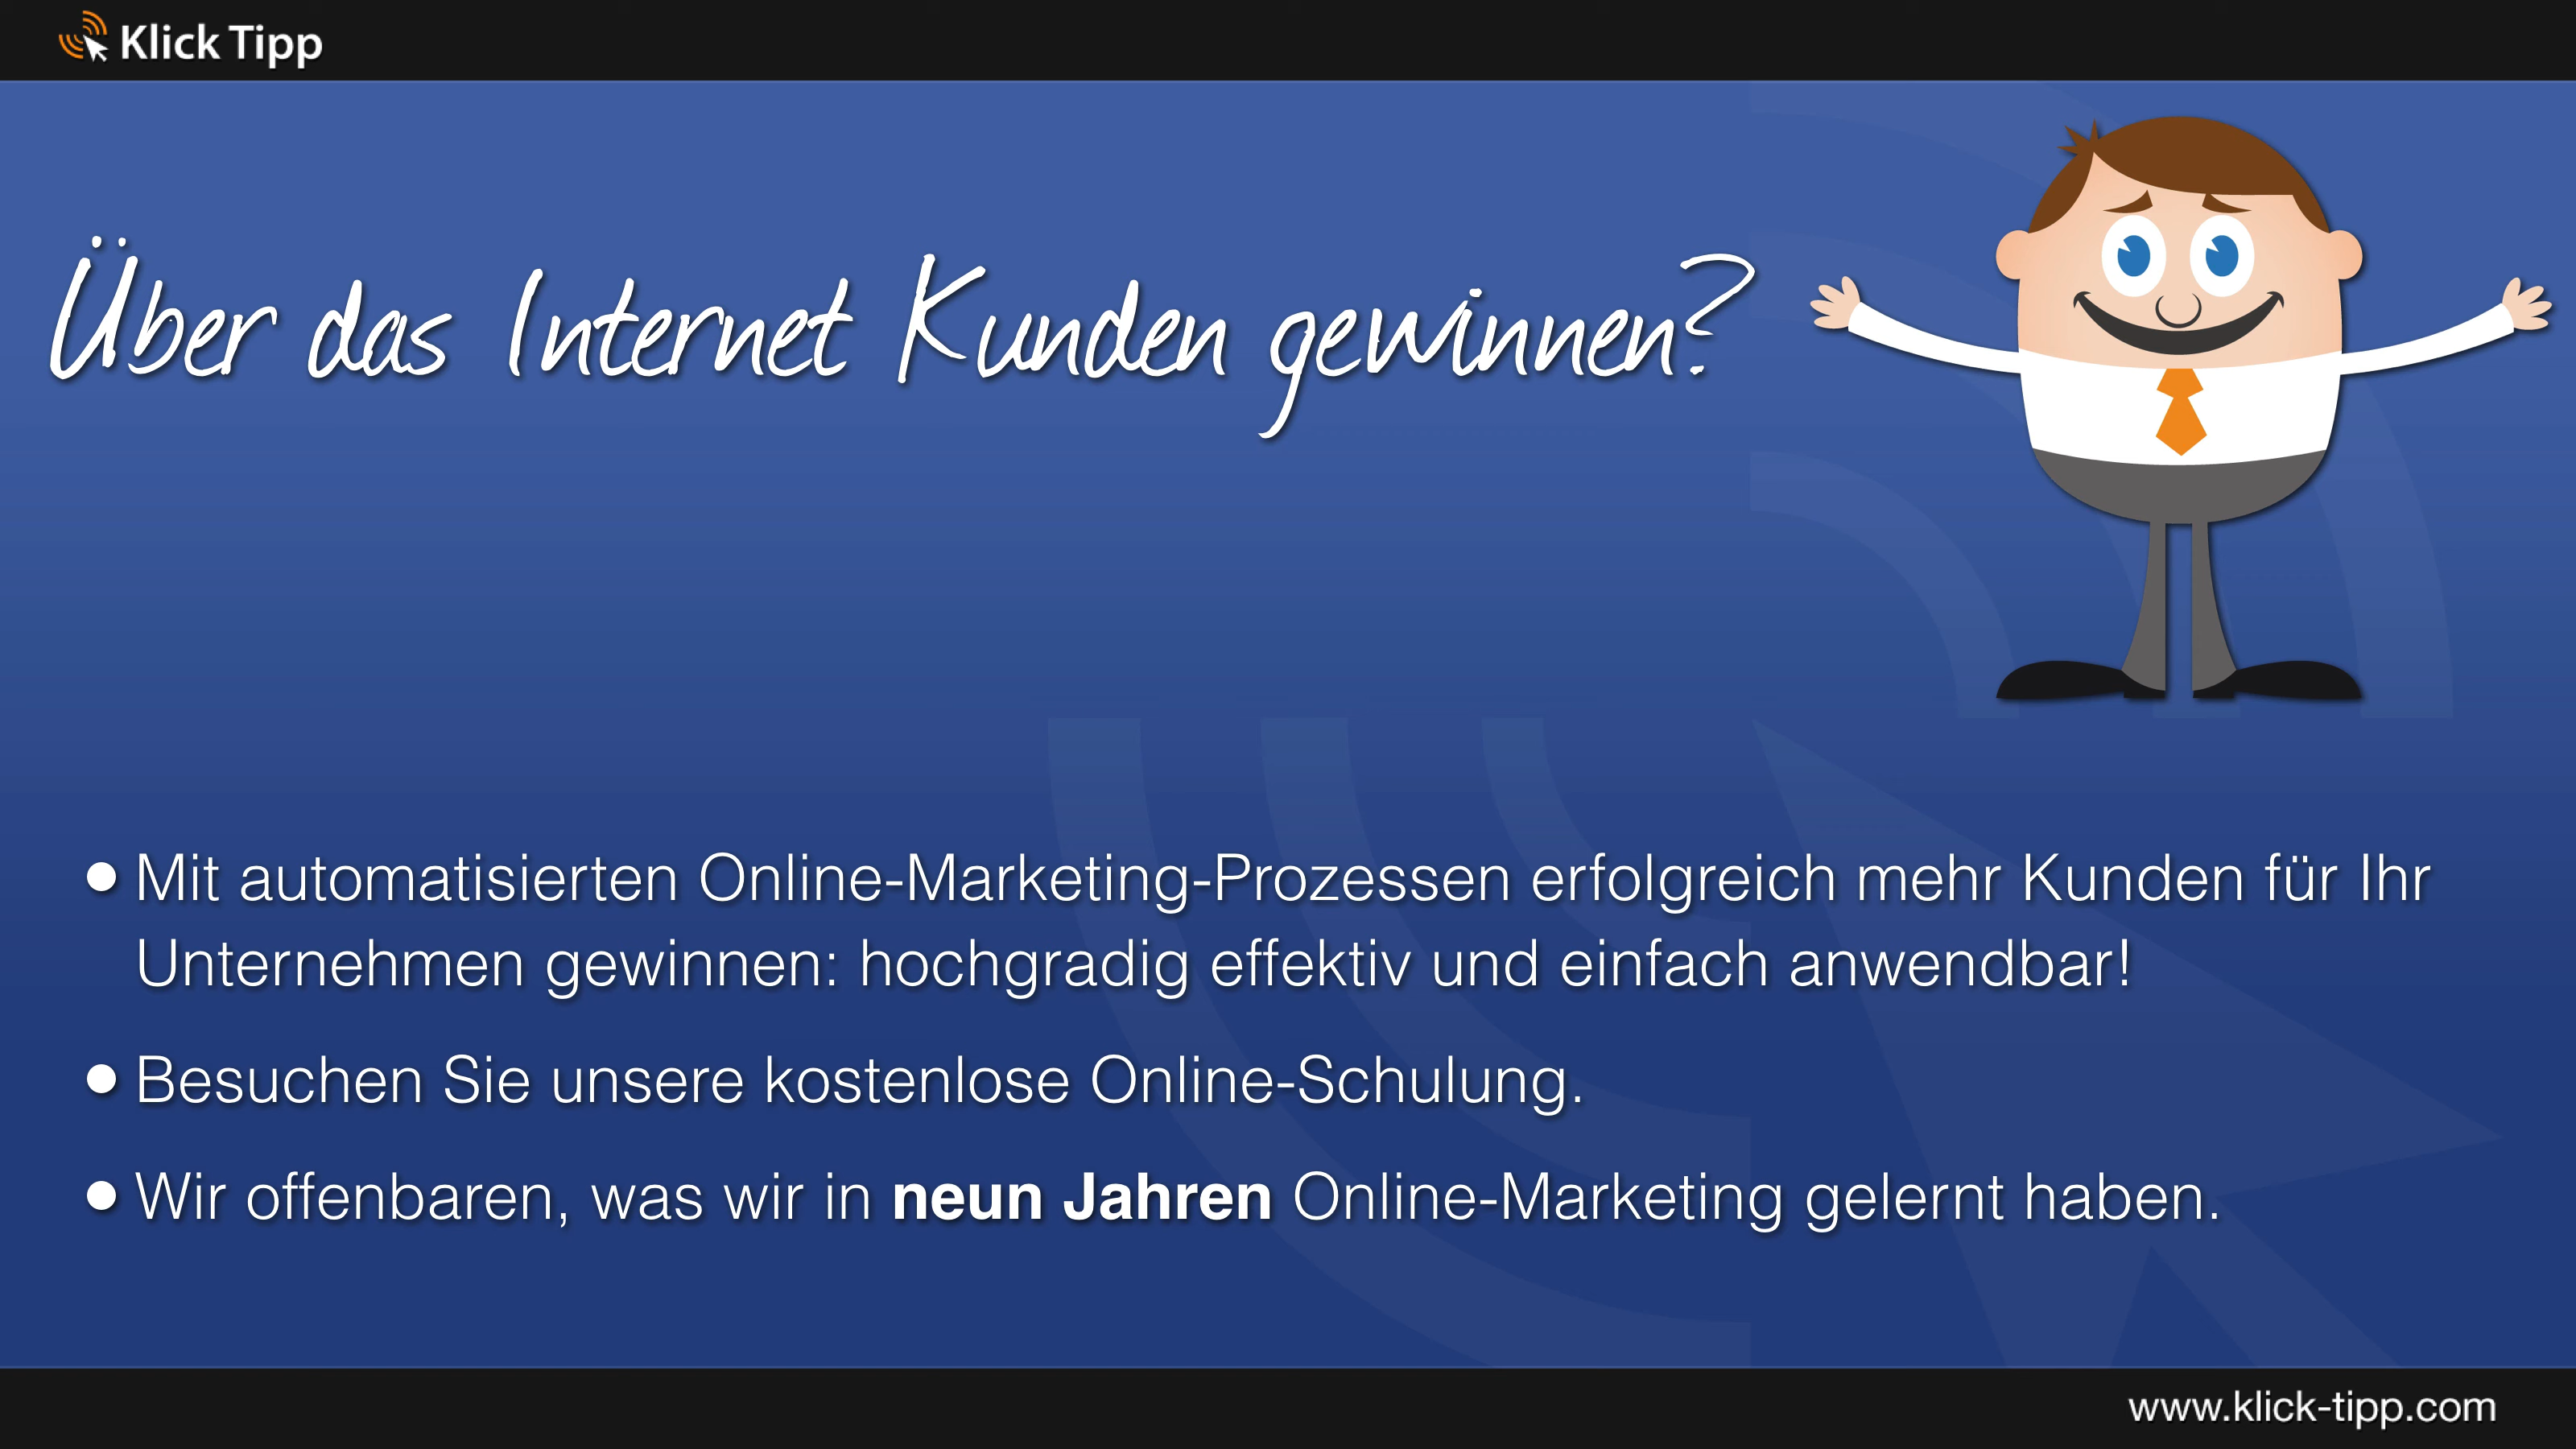 Klick Tipp
Über das Internet Kunden gewinnen?
● Mit automatisierten Online-Marketing-Prozessen erfolgreich mehr Kunden für Ihr
Unternehmen gewinnen: hochgradig effektiv und einfach anwendbar!
● Besuchen Sie unsere kostenlose Online-Schulung.
● Wir offenbaren, was wir in neun Jahren Online-Marketing gelernt haben.
www.klick-tipp.com